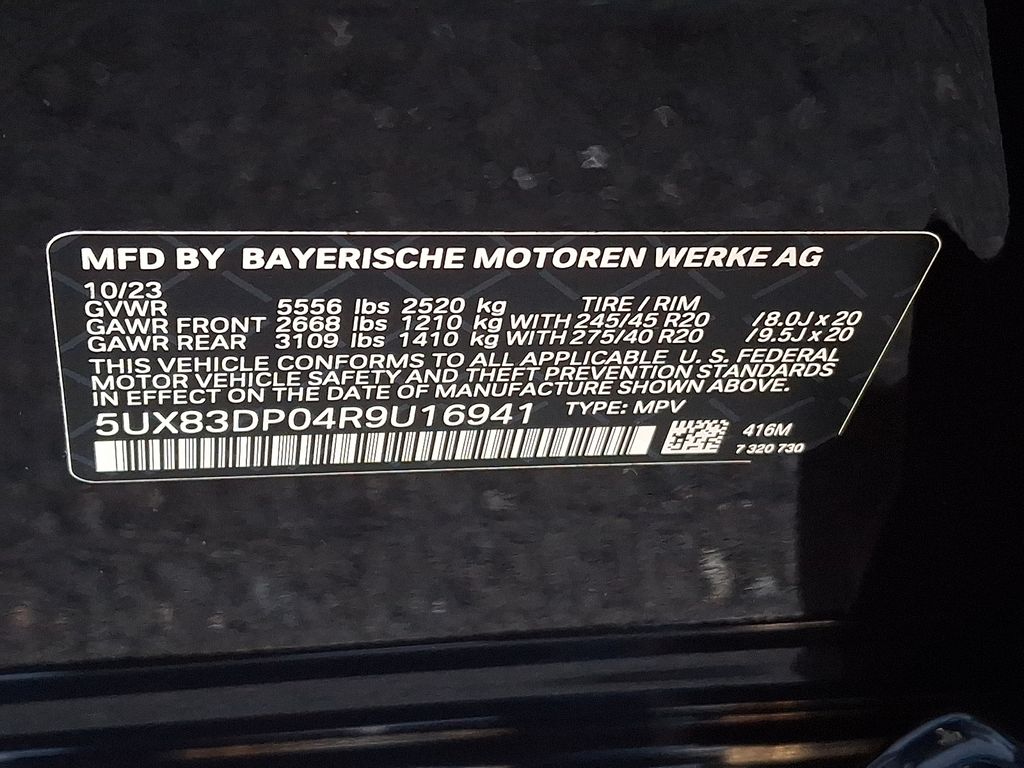 MFD BY BAYERISCHE MOTOREN WERKE AG
10/23
GVWR 5556 lbs 2520 kg TIRE / RIM
GAWR FRONT 2668 lbs 1210 kg WITH 245/45 R20 /8.0J x 20
GAWR REAR 3109 lbs 1410 kg WITH 275/40 R20 /9.5J x 20
THIS VEHICLE CONFORMS TO ALL APPLICABLE U. S. FEDERAL
MOTOR VEHICLE SAFETY AND THEFT PREVENTION STANDARDS
IN EFFECT ON THE DATE OF MANUFACTURE SHOWN ABOVE.
5UX83DP04R9U16941 TYPE: MPV
416M
7 320 730